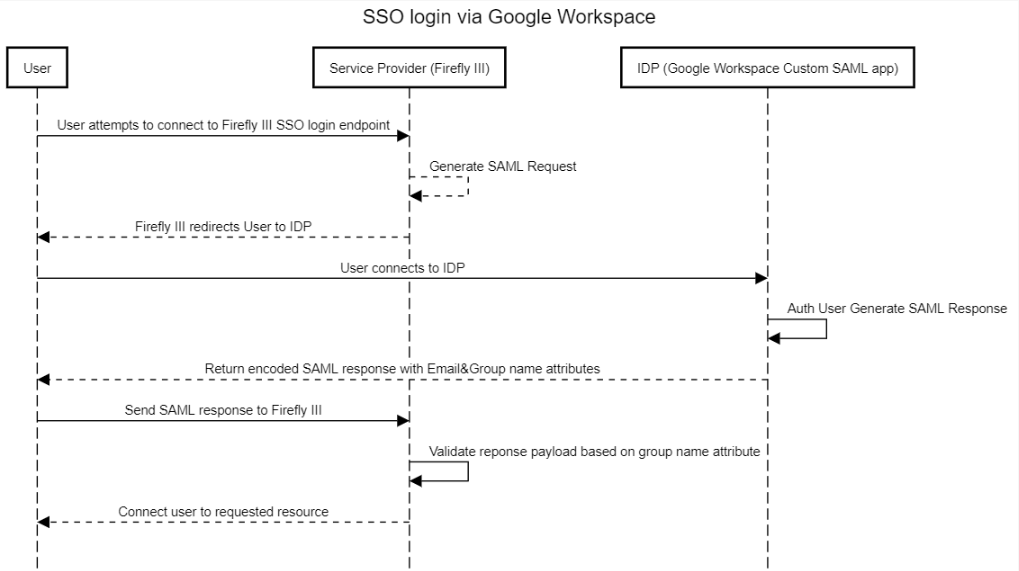 SSO login via Google Workspace
User
Service Provider (Firefly III)
IDP (Google Workspace Custom SAML app)
User attempts to connect to Firefly III SSO login endpoint
Generate SAML Request
Firefly III redirects User to IDP
User connects to IDP
Auth User Generate SAML Response
Return encoded SAML response with Email&Group name attributes
Send SAML response to Firefly III
Validate reponse payload based on group name attribute
Connect user to requested resource